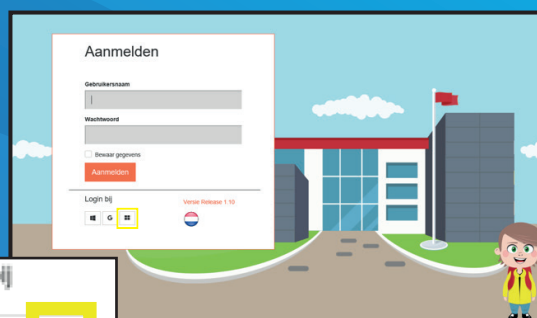 Aanmelden
Gebruikersnaam
Wachtwoord
Bewaar gegevens
Aanmelden
Login bij
Versie Release 1.10
G